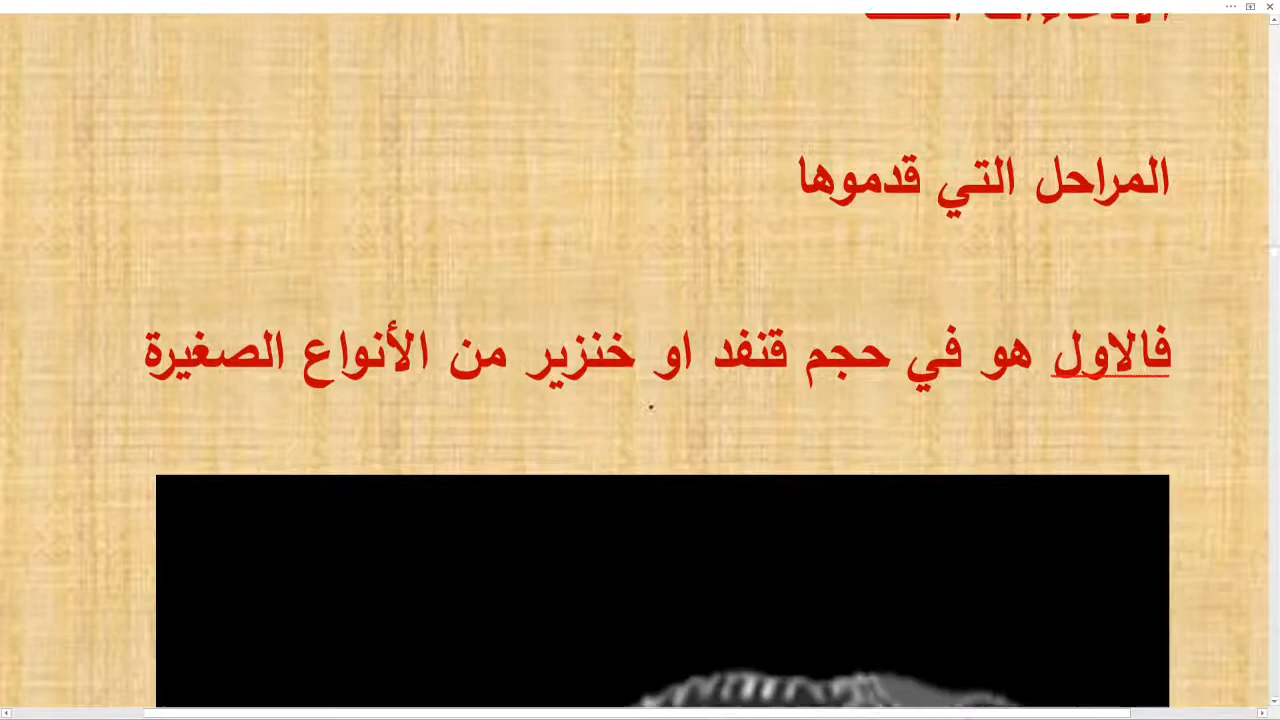 المراحل التي قدموها
فالاول هو في حجم قنفد او خنزير من الأنواع الصغيرة